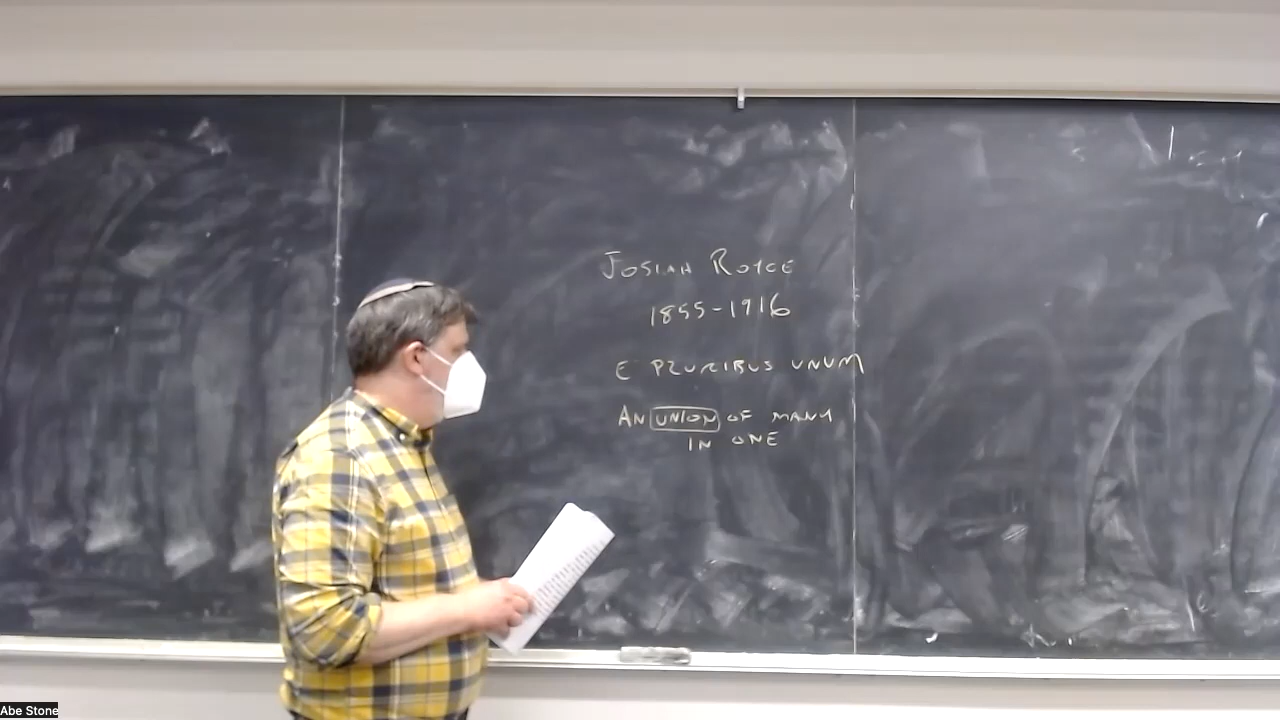 JOSIAH ROYCE
1855-1916
E PLURIBUS UNUM
AN UNION OF MANY
IN ONE
Abe Stone